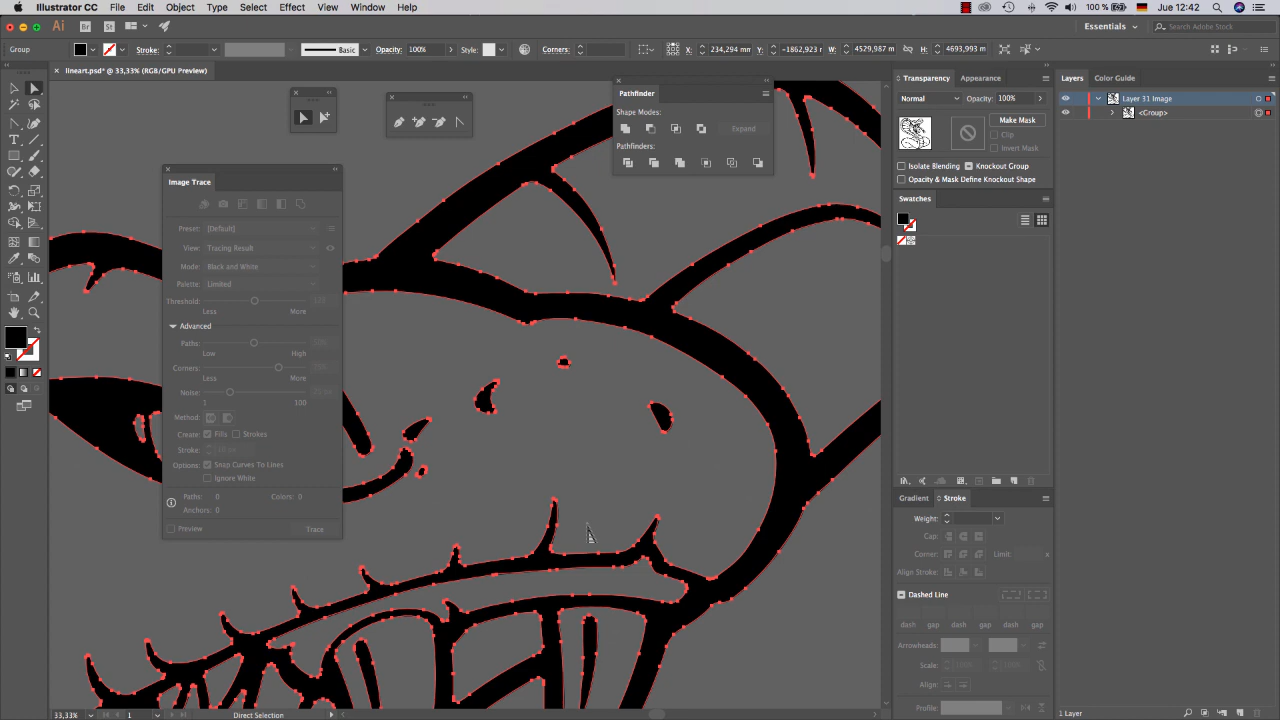 Illustrator CC File Edit Object Type Select Effect View Window Help 100 % Jue 12:42
Ai Br St Essentials Search Adobe Stock
Group Stroke: Basic Opacity: 100% Style: Corners: X: 234,294 mm Y: -1862,923 r W: 4529,987 n H: 4693,993 n
× lineart.psd* @ 33,33% (RGB/GPU Preview)
Pathfinder
Shape Modes:
Expand
Pathfinders:
Image Trace
Preset: [Default]
View: Tracing Result
Mode: Black and White
Palette: Limited
Threshold:
Less More
Advanced
Paths:
Low High
Corners:
Less More
Noise:
1 100
Method:
Create: Fills Strokes
Stroke:
Options: Snap Curves To Lines
Ignore White
Paths: 0 Colors: 0
Anchors: 0
Preview Trace
Transparency Appearance
Normal Opacity: 100%
Make Mask
Clip
Invert Mask
Isolate Blending Knockout Group
Opacity & Mask Define Knockout Shape
Swatches
Gradient Stroke
Weight:
Cap:
Corner: Limit: x
Align Stroke:
Dashed Line
dash gap dash gap dash gap
Arrowheads:
Scale:
Align:
Profile:
Layers Color Guide
Layer 31 Image
<Group>
1 Layer
33,33% 1 Direct Selection